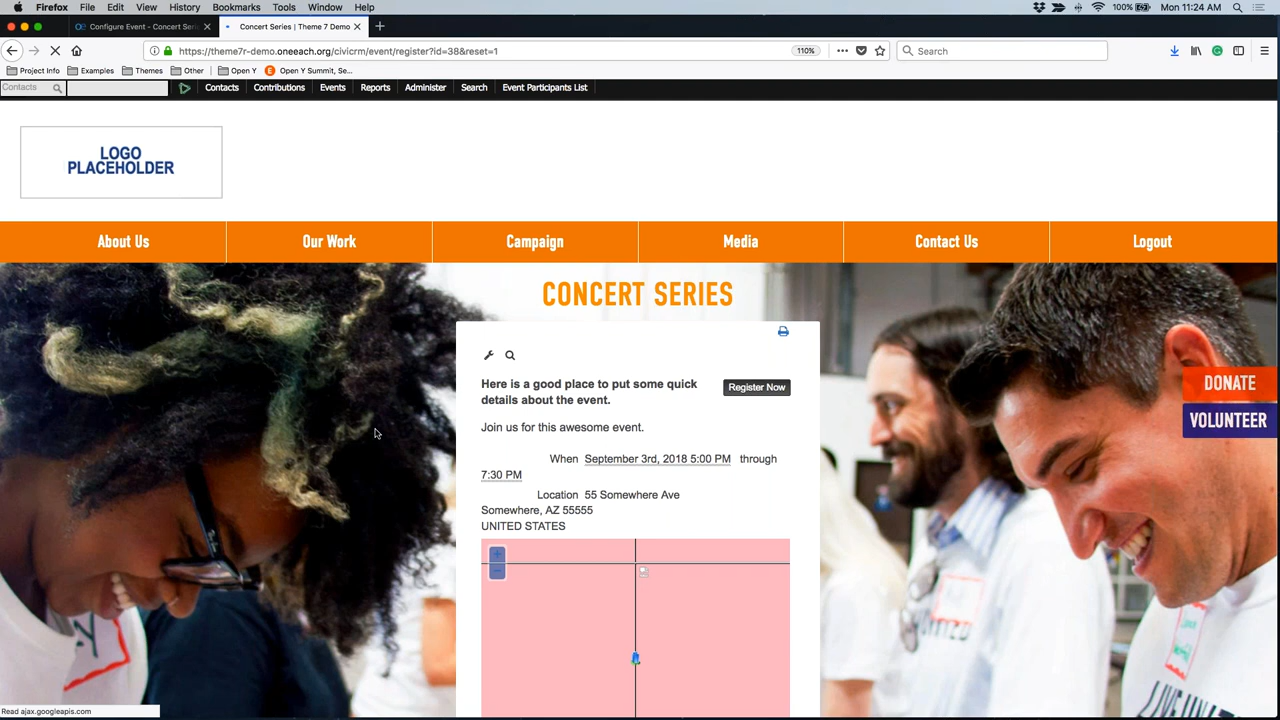 Firefox File Edit View History Bookmarks Tools Window Help 100% Mon 11:24 AM
Configure Event - Concert Seri Concert Series | Theme 7 Demo
https://theme7r-demo.oneeach.org/civicrm/event/register?id=38&reset=1 110% Search
Project Info Examples Themes Other Open Y Open Y Summit, Se...
Contacts Contacts Contributions Events Reports Administer Search Event Participants List
LOGO
PLACEHOLDER
About Us Our Work Campaign Media Contact Us Logout
CONCERT SERIES
Here is a good place to put some quick
details about the event.
Register Now
Join us for this awesome event.
When September 3rd, 2018 5:00 PM through
7:30 PM
Location 55 Somewhere Ave
Somewhere, AZ 55555
UNITED STATES
DONATE
VOLUNTEER
Read ajax.googleapis.com